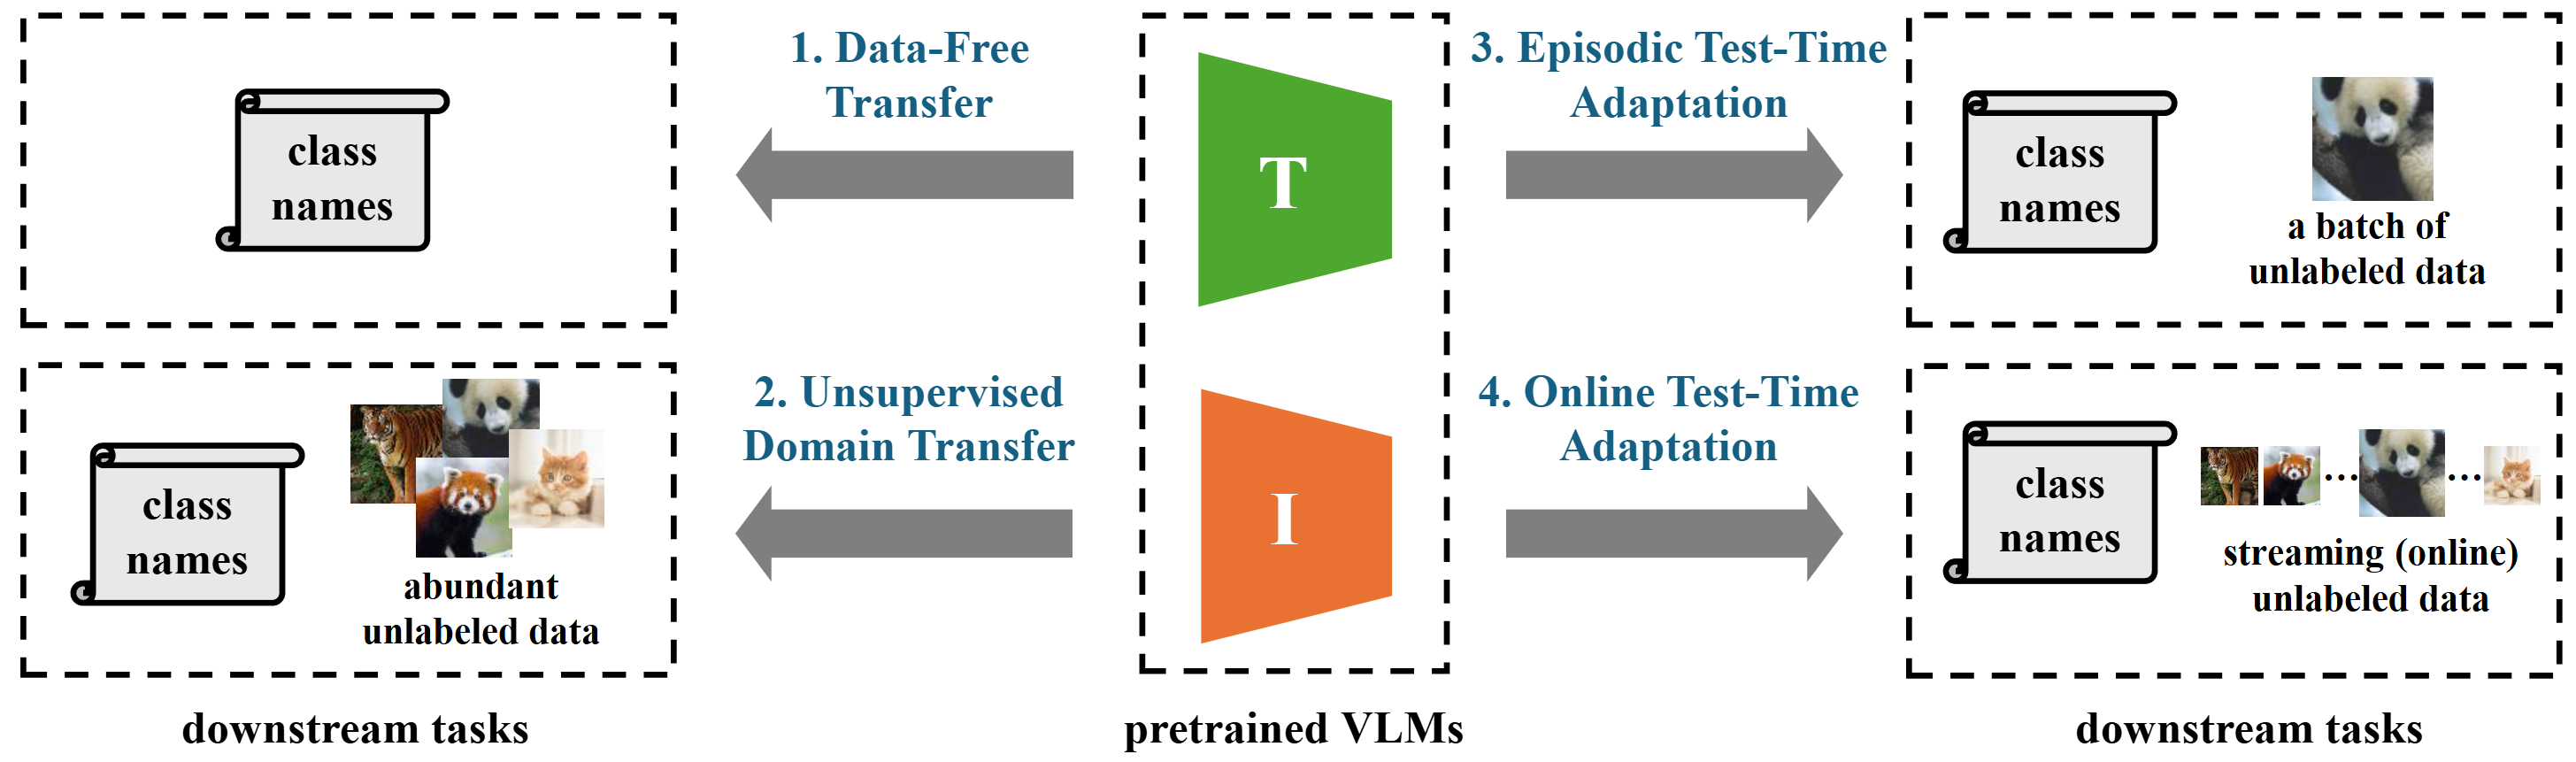 1. Data-Free
Transfer
class
names
2. Unsupervised
Domain Transfer
class
names
abundant
unlabeled data
downstream tasks
T
I
pretrained VLMs
3. Episodic Test-Time
Adaptation
class
names
a batch of
unlabeled data
4. Online Test-Time
Adaptation
class
names
...
...
streaming (online)
unlabeled data
downstream tasks